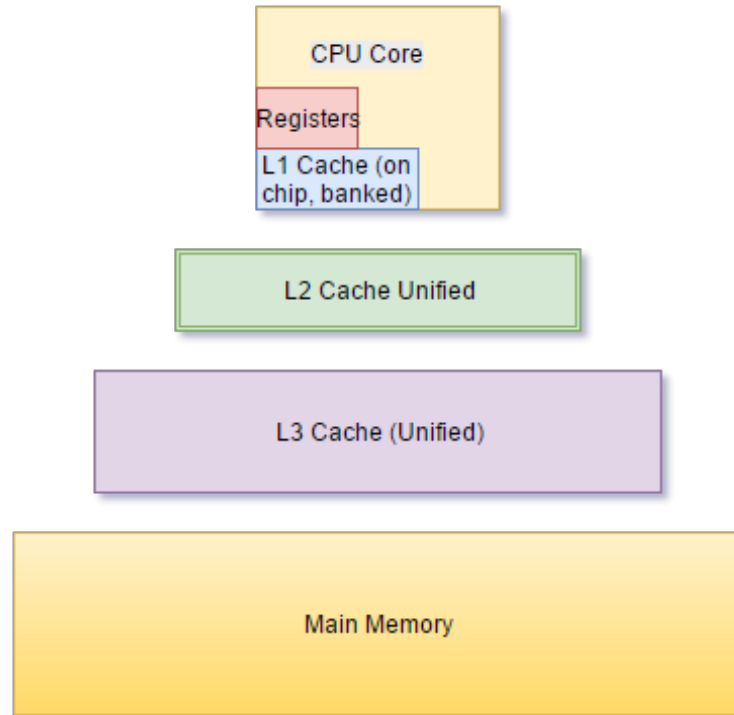 CPU Core
Registers
L1 Cache (on
chip, banked)
L2 Cache Unified
L3 Cache (Unified)
Main Memory